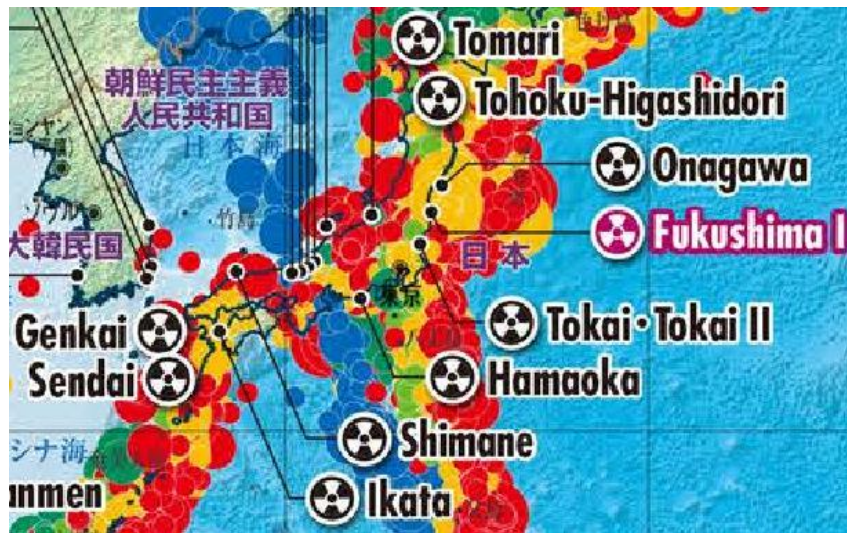 Tomari
朝鮮民主主義
人民共和国
Tohoku-Higashidori
日本海
Onagawa
竹島
大韓民国
日本
Fukushima I
東京
Genkai
Tokai・Tokai II
Sendai
Hamaoka
Shimane
シナ海
anmen
Ikata